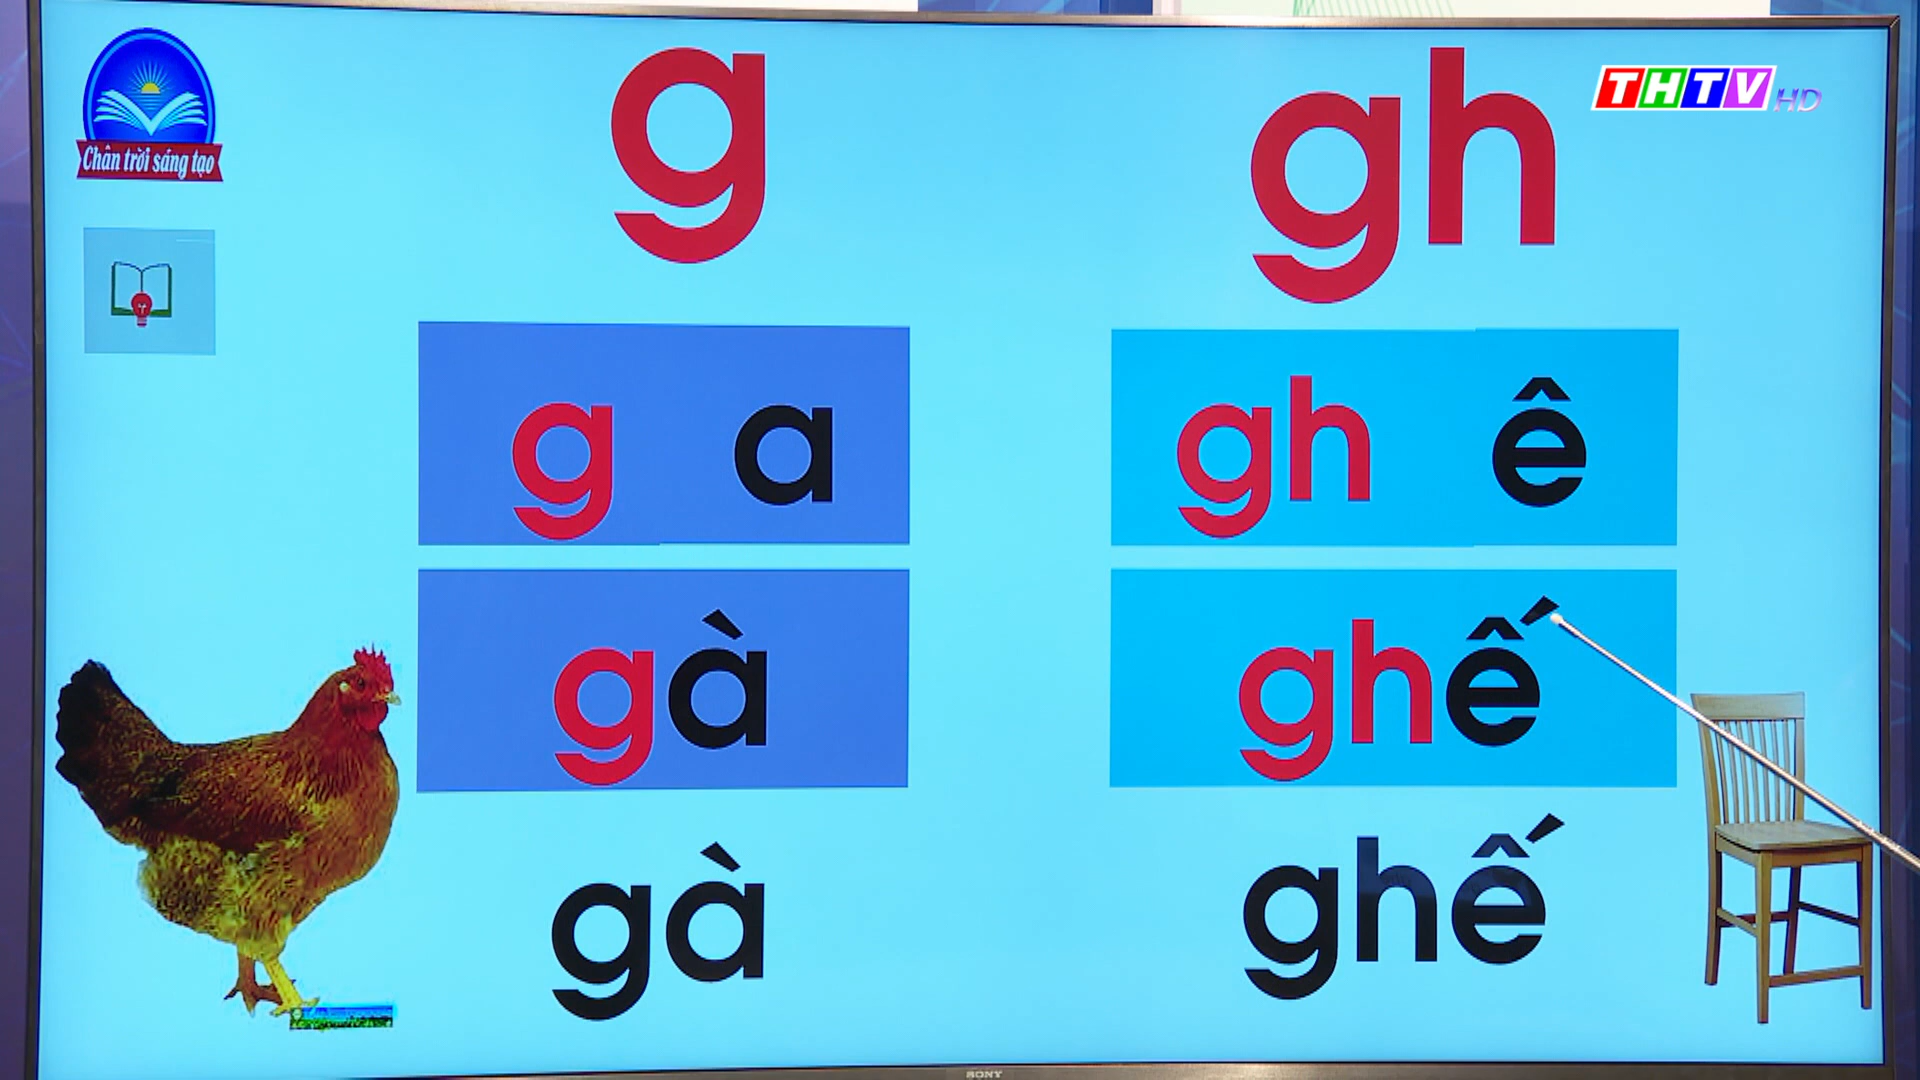 g
gh
THTV HD
Chân trời sáng tạo
g a
gh ê
gà
ghế
gà
ghế
SONY